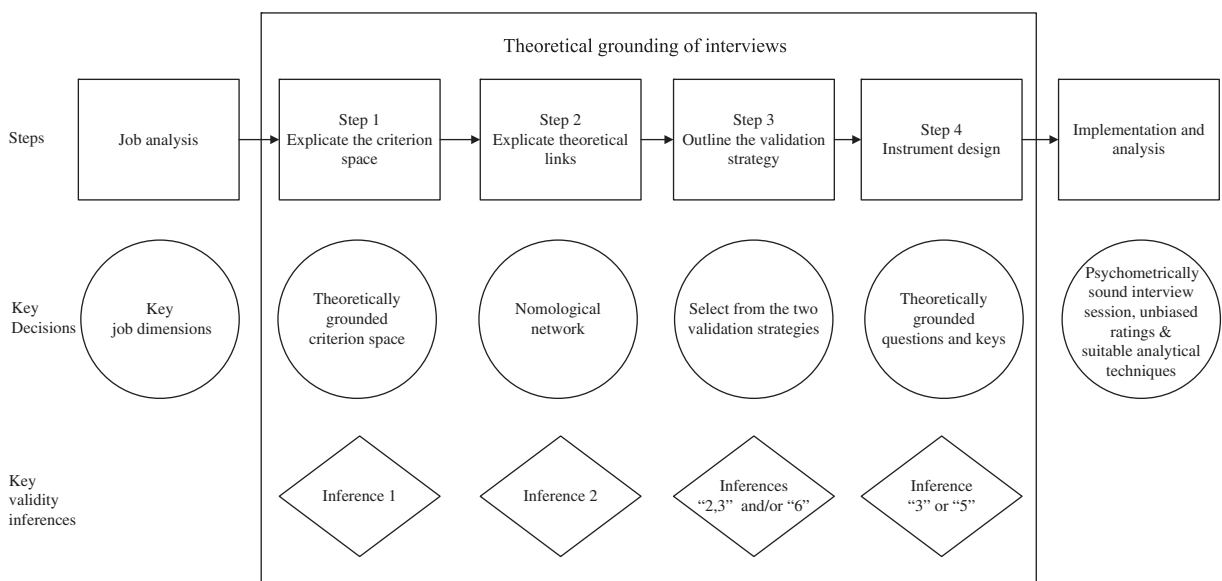 Theoretical grounding of interviews
Steps
Job analysis
Step 1
Explicate the criterion
space
Step 2
Explicate theoretical
links
Step 3
Outline the validation
strategy
Step 4
Instrument design
Implementation and
analysis
Key
Decisions
Key
job dimensions
Theoretically
grounded
criterion space
Nomological
network
Select from the two
validation strategies
Theoretically
grounded
questions and keys
Psychometrically
sound interview
session, unbiased
ratings &
suitable analytical
techniques
Key
validity
inferences
Inference 1
Inference 2
Inferences
“2,3” and/or “6”
Inference
“3” or “5”